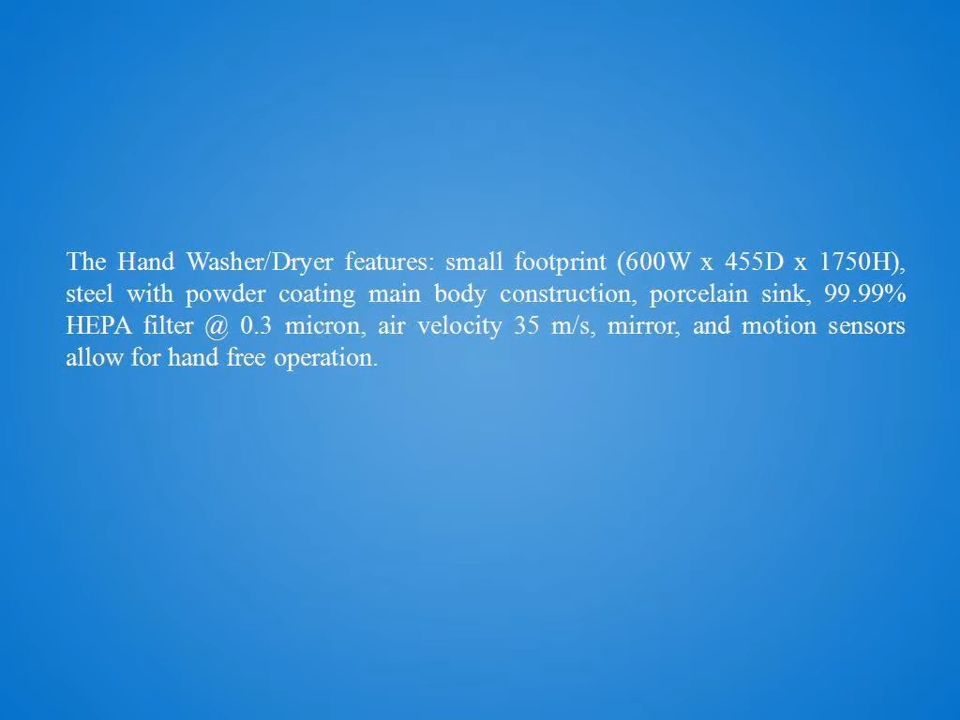 The Hand Washer/Dryer features: small footprint (600W x 455D x 1750H),
steel with powder coating main body construction, porcelain sink, 99.99%
HEPA filter @ 0.3 micron, air velocity 35 m/s, mirror, and motion sensors
allow for hand free operation.